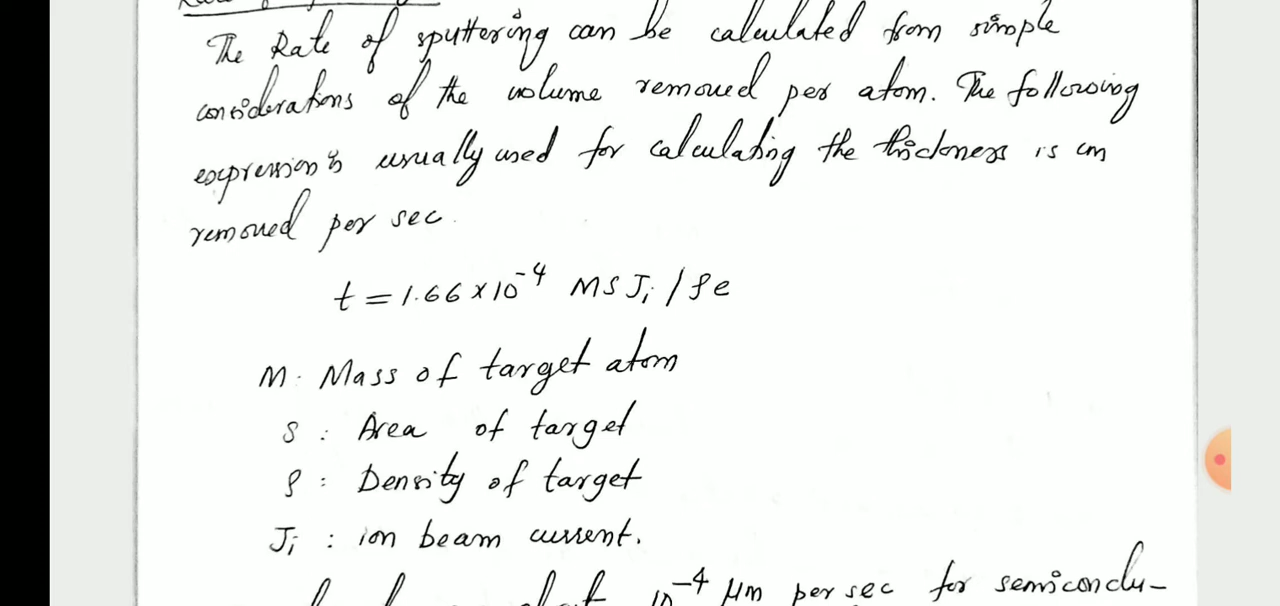 The Rate of sputtering can be calculated from simple
considerations of the volume removed per atom. The following
expression is usually used for calculating the thickness is cm
removed per sec.
t = 1.66 × 10⁻⁴ M S Jᵢ / ρe
M. Mass of target atom
S : Area of target
ρ : Density of target
Jᵢ : ion beam current.
10⁻⁴ μm per sec for semiconclu-